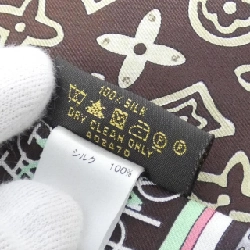 100% SILK
DRY CLEAN ONLY
シルク 100%